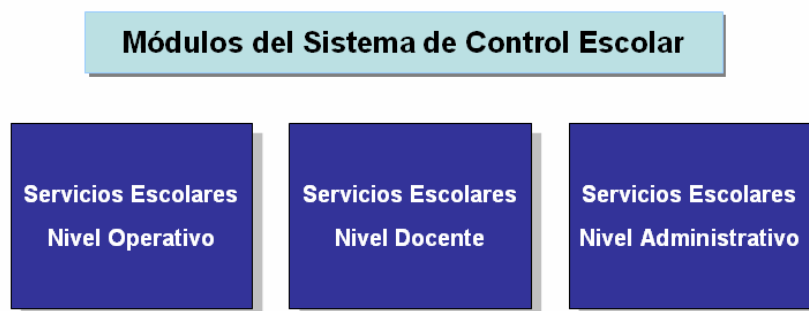 Módulos del Sistema de Control Escolar
Servicios Escolares
Nivel Operativo
Servicios Escolares
Nivel Docente
Servicios Escolares
Nivel Administrativo